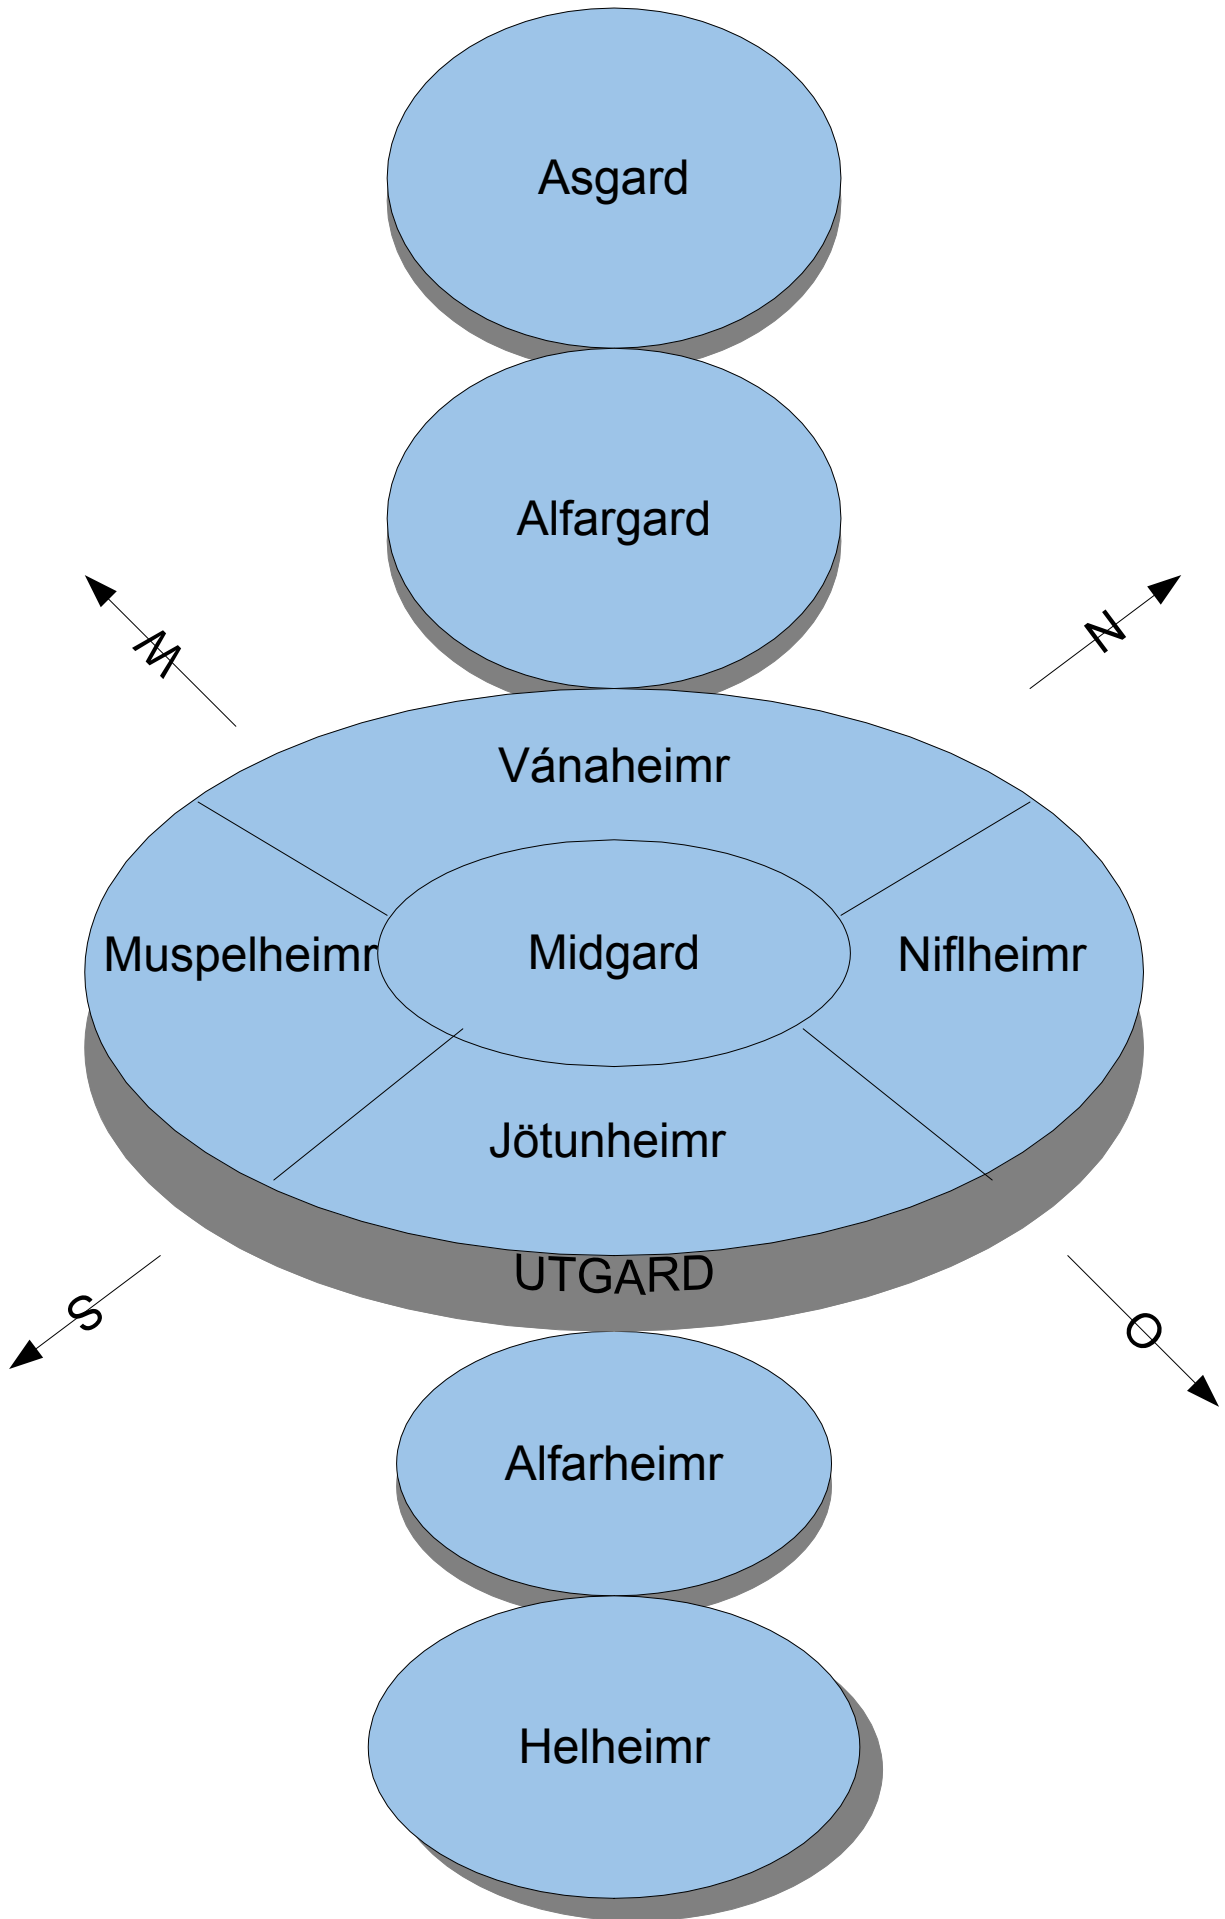 Asgard
Alfargard
W
N
Vánaheimr
Muspelheimr
Midgard
Niflheimr
Jötunheimr
UTGARD
S
O
Alfarheimr
Helheimr